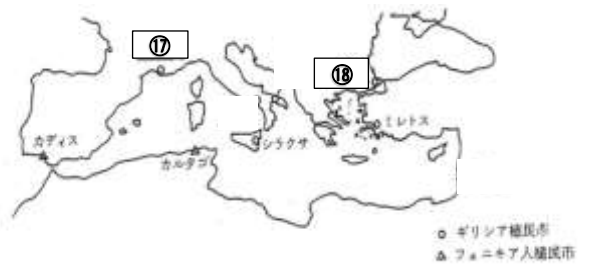 ⑰
⑱
ミレトス
シラクサ
カディス
カルタゴ
○ ギリシア植民市
△ フェニキア人植民市